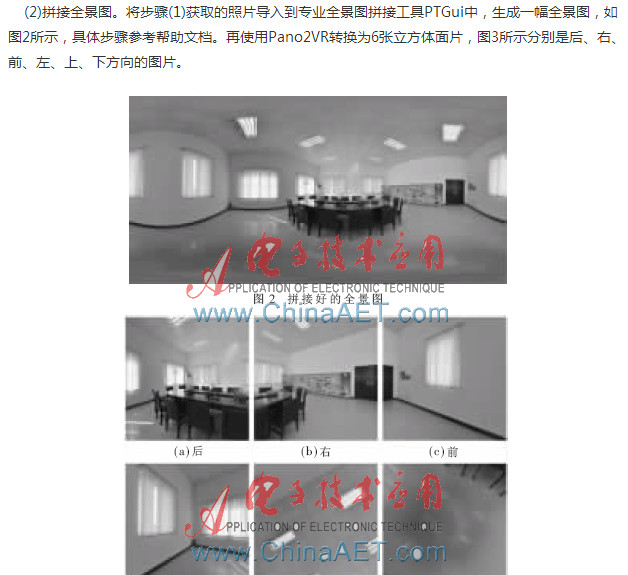 (2)拼接全景图。将步骤(1)获取的照片导入到专业全景图拼接工具PTGui中，生成一幅全景图，如
图2所示，具体步骤参考帮助文档。再使用Pano2VR转换为6张立方体面片，图3所示分别是后、右、
前、左、上、下方向的图片。
电子技术应用
APPLICATION OF ELECTRONIC TECHNIQUE
图2 拼接好的全景图
www.ChinaAET.com
(a)后 (b)右 (c)前
电子技术应用
APPLICATION OF ELECTRONIC TECHNIQUE
www.ChinaAET.com